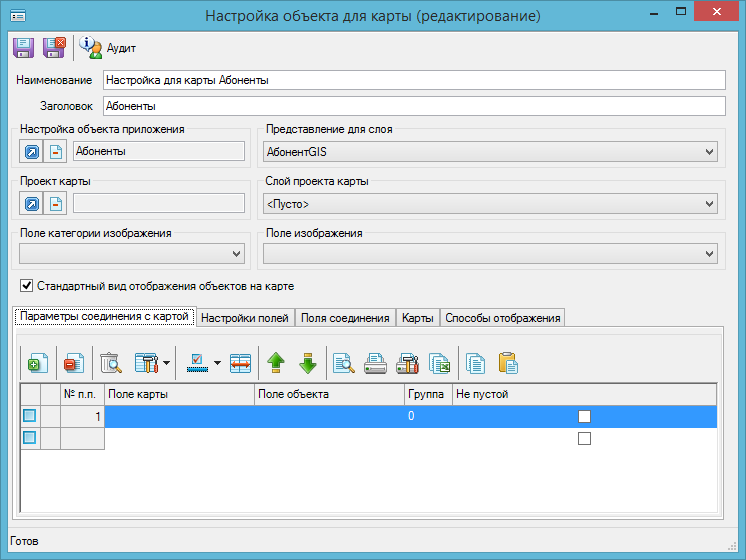 Настройка объекта для карты (редактирование)
Аудит
Наименование Настройка для карты Абоненты
Заголовок Абоненты
Настройка объекта приложения Представление для слоя
Абоненты АбонентGIS
Проект карты Слой проекта карты
<Пусто>
Поле категории изображения Поле изображения
Стандартный вид отображения объектов на карте
Параметры соединения с картой Настройки полей Поля соединения Карты Способы отображения
№ п.п. Поле карты Поле объекта Группа Не пустой
1 0
Готов